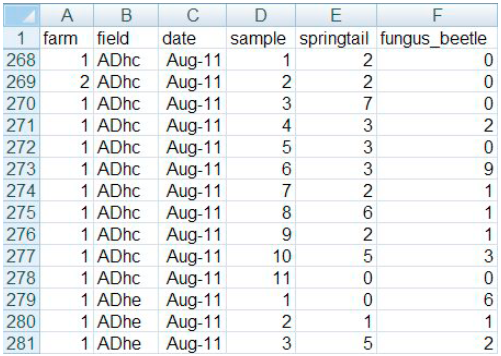 A B C D E F
1 farm field date sample springtail fungus_beetle
268 1 ADhc Aug-11 1 2 0
269 2 ADhc Aug-11 2 2 0
270 1 ADhc Aug-11 3 7 0
271 1 ADhc Aug-11 4 3 2
272 1 ADhc Aug-11 5 3 0
273 1 ADhc Aug-11 6 3 9
274 1 ADhc Aug-11 7 2 1
275 1 ADhc Aug-11 8 6 1
276 1 ADhc Aug-11 9 2 1
277 1 ADhc Aug-11 10 5 3
278 1 ADhc Aug-11 11 0 0
279 1 ADhe Aug-11 1 0 6
280 1 ADhe Aug-11 2 1 1
281 1 ADhe Aug-11 3 5 2